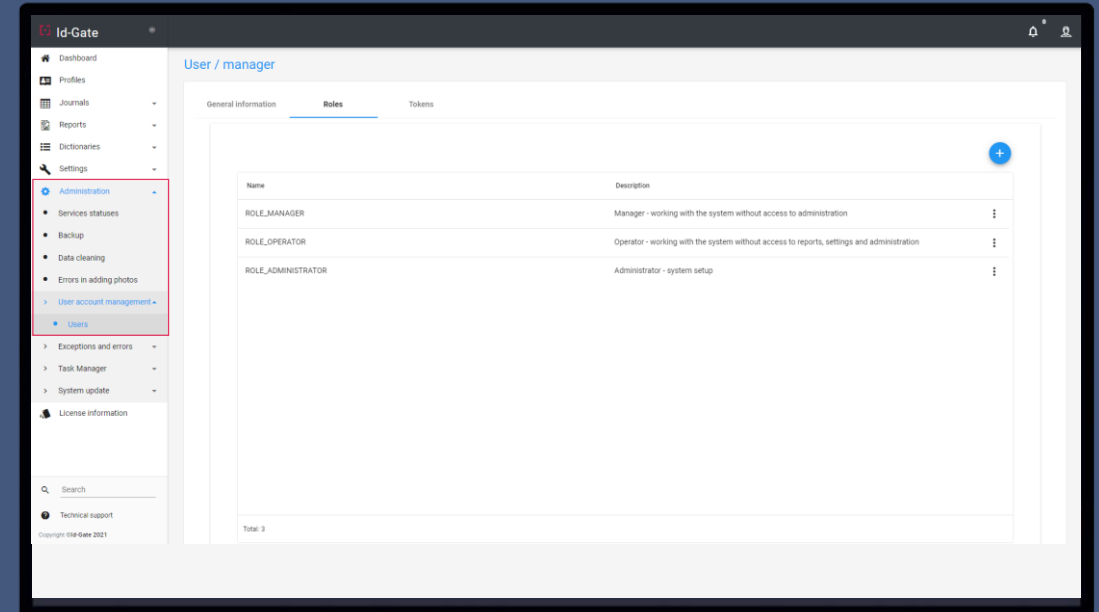 Id-Gate
0
Dashboard
Profiles
Journals
Reports
Dictionaries
Settings
Administration
Services statuses
Backup
Data cleaning
Errors in adding photos
User account management
Users
Exceptions and errors
Task Manager
System update
License information
Search
Technical support
Copyright ©Id-Gate 2021
User / manager
General information Roles Tokens
+
Name Description
ROLE_MANAGER Manager - working with the system without access to administration
ROLE_OPERATOR Operator - working with the system without access to reports, settings and administration
ROLE_ADMINISTRATOR Administrator - system setup
Total: 3